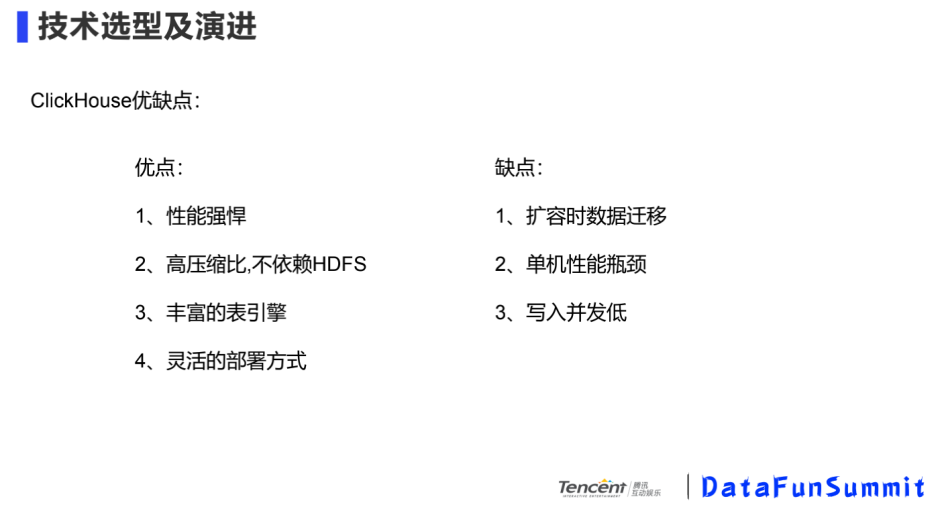 技术选型及演进
ClickHouse优缺点：
优点：
1、性能强悍
2、高压缩比,不依赖HDFS
3、丰富的表引擎
4、灵活的部署方式
缺点：
1、扩容时数据迁移
2、单机性能瓶颈
3、写入并发低
Tencent 腾讯
互动娱乐
INTERACTIVE ENTERTAINMENT
DataFunSummit